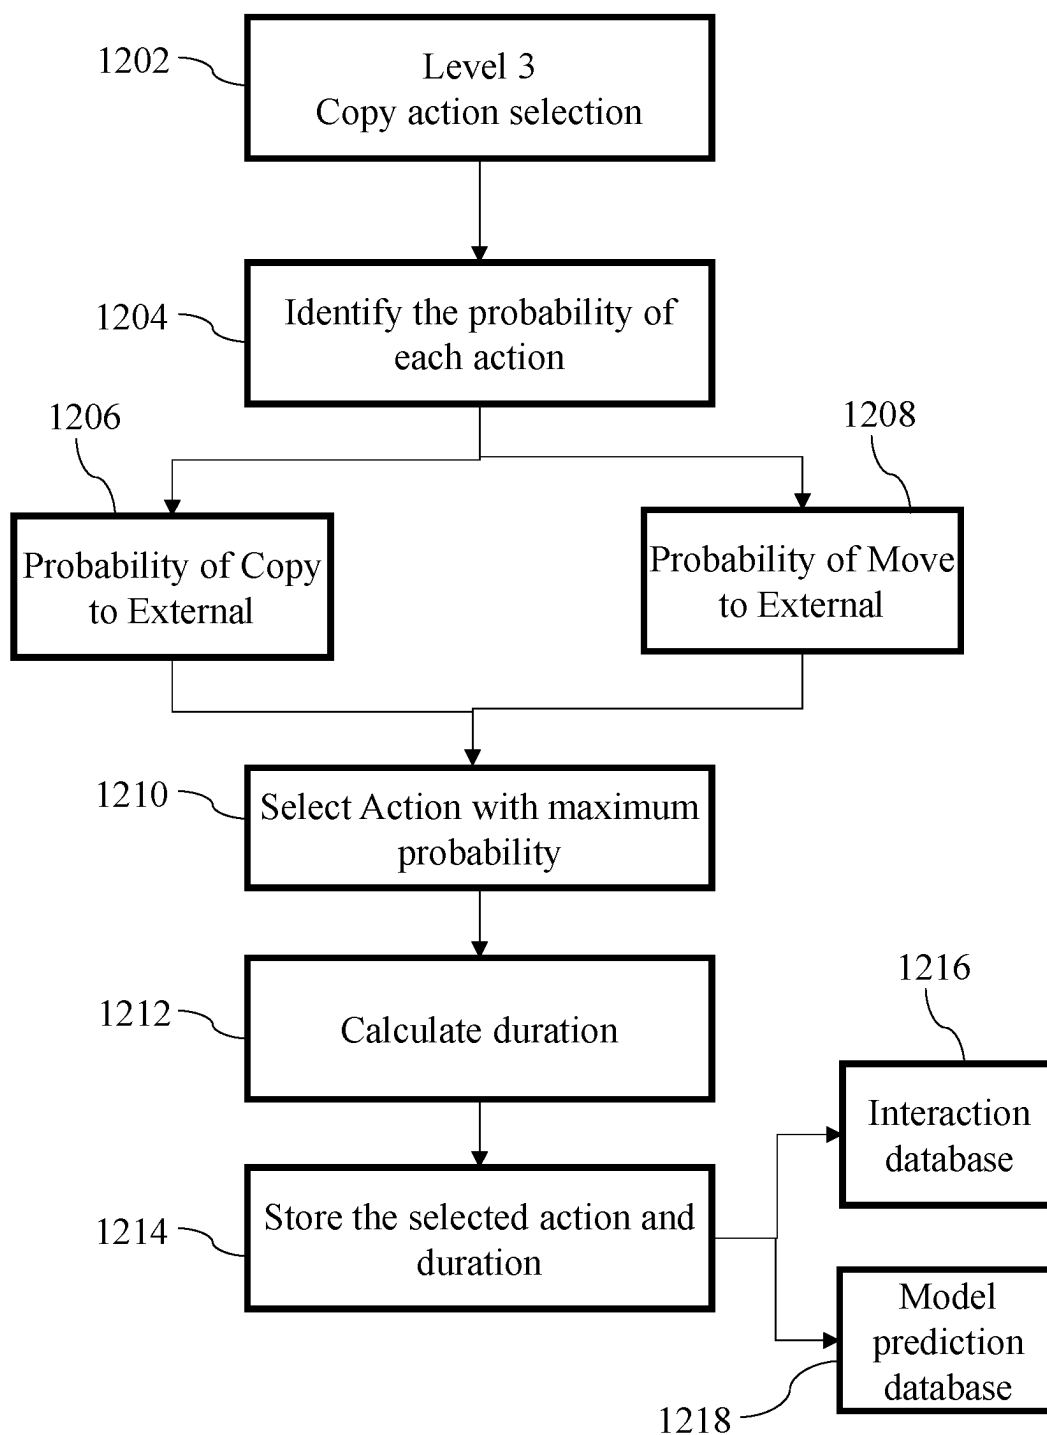 1202
Level 3
Copy action selection
1204
Identify the probability of
each action
1206
1208
Probability of Copy
to External
Probability of Move
to External
1210
Select Action with maximum
probability
1212
Calculate duration
1216
Interaction
database
1214
Store the selected action and
duration
Model
prediction
database
1218